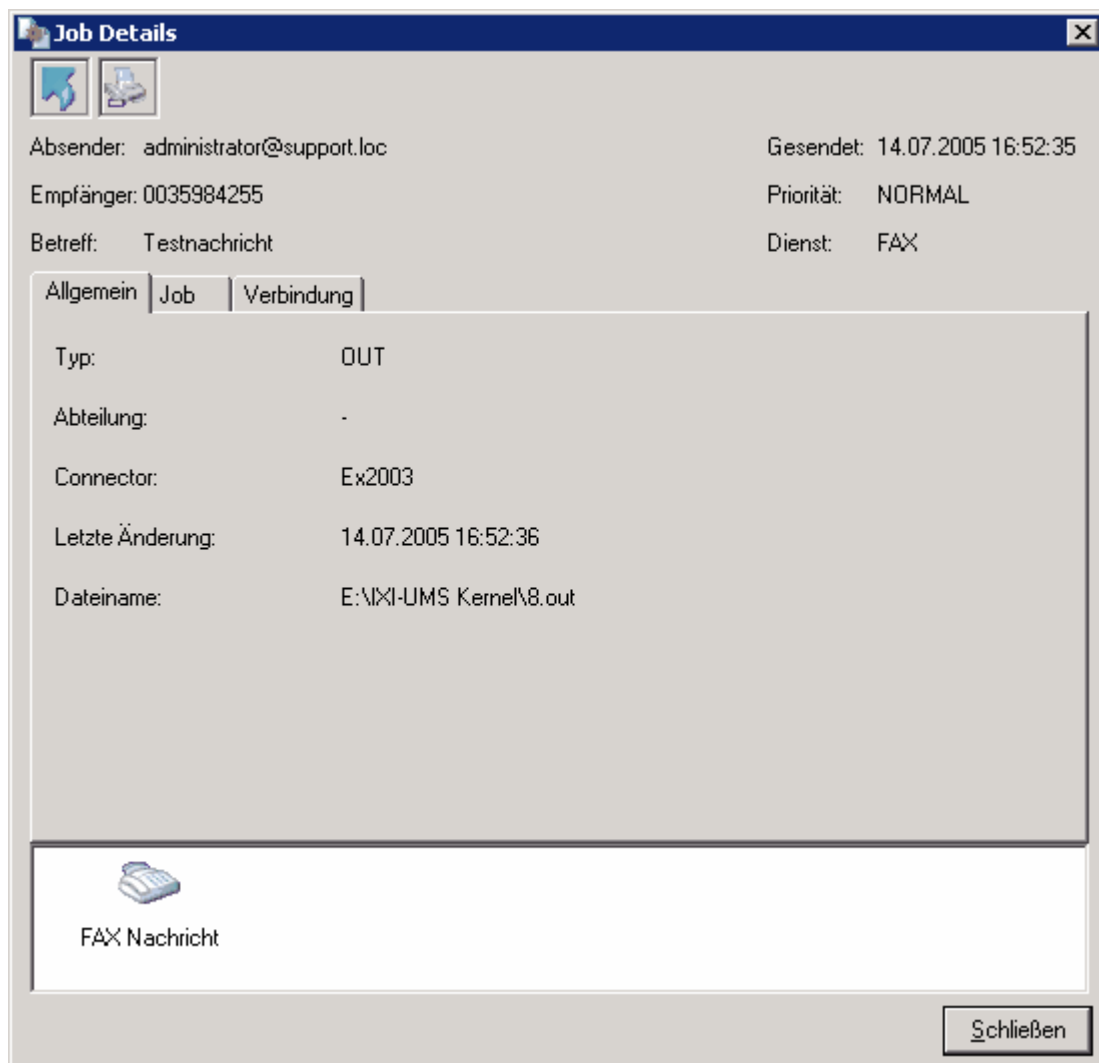 Job Details
Absender: administrator@support.loc Gesendet: 14.07.2005 16:52:35
Empfänger: 0035984255 Priorität: NORMAL
Betreff: Testnachricht Dienst: FAX
Allgemein Job Verbindung
Typ: OUT
Abteilung: -
Connector: Ex2003
Letzte Änderung: 14.07.2005 16:52:36
Dateiname: E:\IXI-UMS Kernel\8.out
FAX Nachricht
Schließen